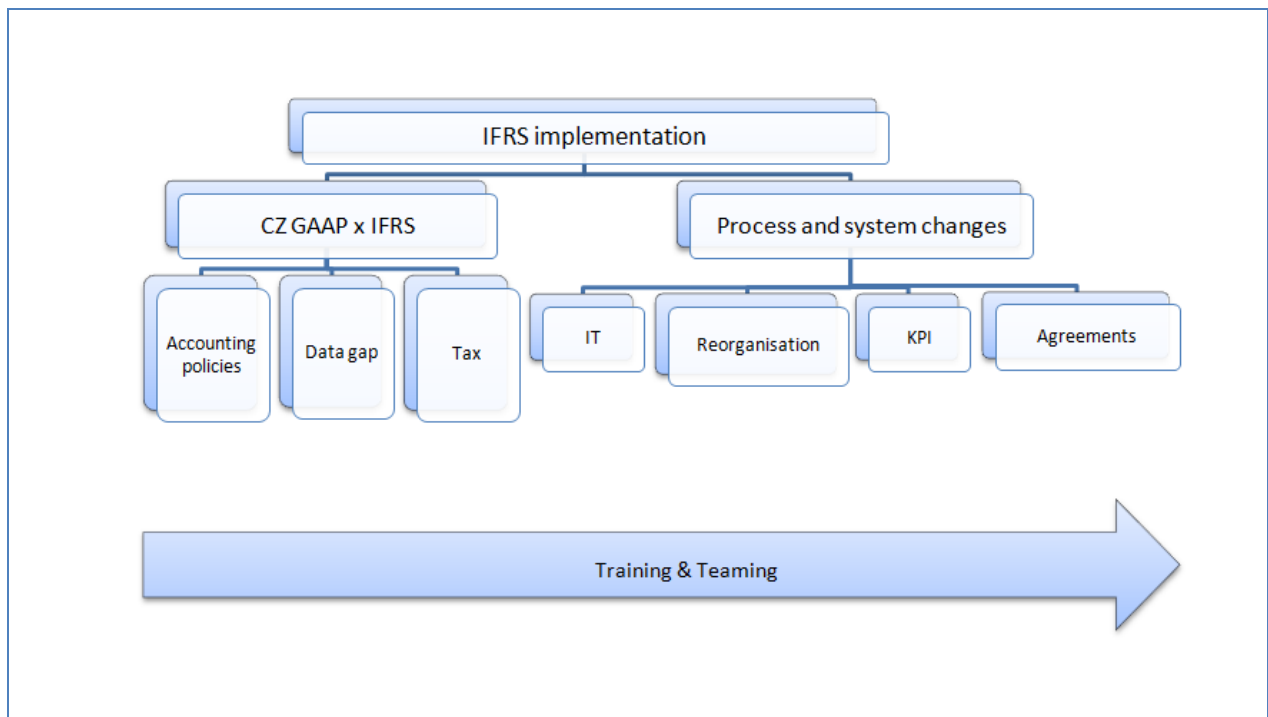 IFRS implementation
CZ GAAP x IFRS
Process and system changes
Accounting
policies
Data gap
Tax
IT
Reorganisation
KPI
Agreements
Training & Teaming